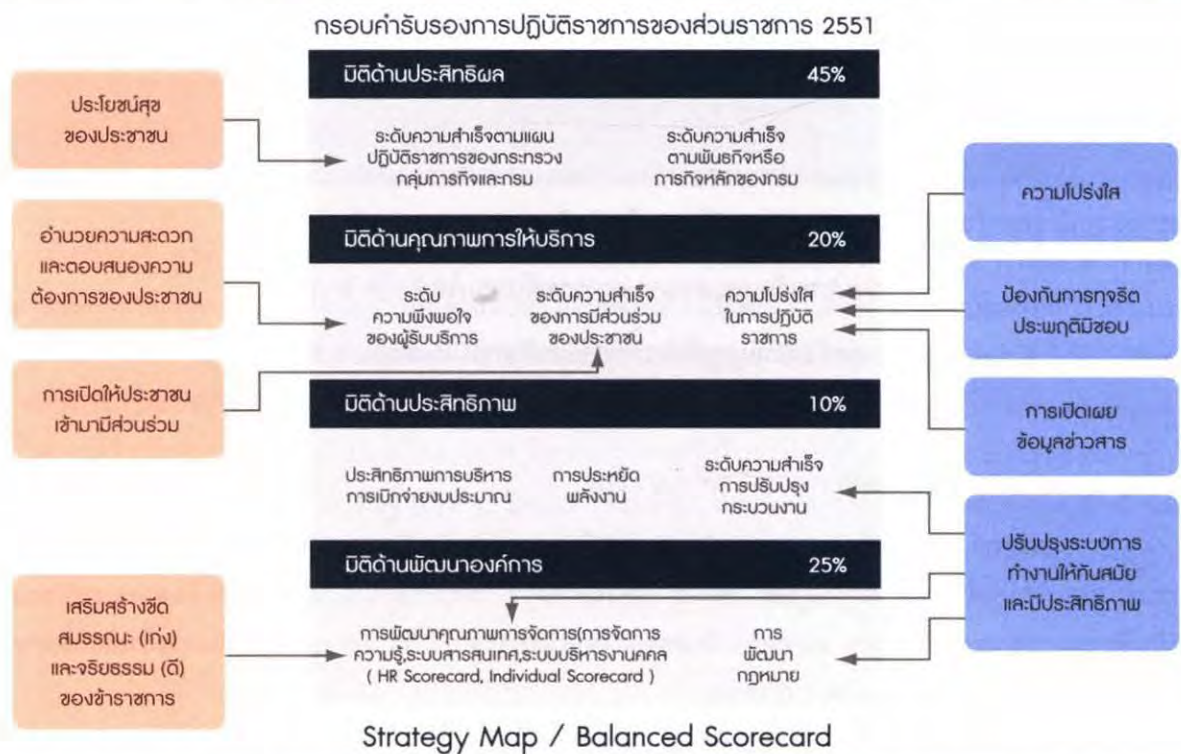 กรอบคำรับรองการปฏิบัติราชการของส่วนราชการ 2551
มิติด้านประสิทธิผล 45%
ประโยชน์สุข
ของประชาชน
ระดับความสำเร็จตามแผน
ปฏิบัติราชการของกระทรวง
กลุ่มภารกิจและกรม
ระดับความสำเร็จ
ตามพันธกิจหรือ
ภารกิจหลักของกรม
ความโปร่งใส
มิติด้านคุณภาพการให้บริการ 20%
อำนวยความสะดวก
และตอบสนองความ
ต้องการของประชาชน
ระดับ
ความพึงพอใจ
ของผู้รับบริการ
ระดับความสำเร็จ
ของการมีส่วนร่วม
ของประชาชน
ความโปร่งใส
ในการปฏิบัติ
ราชการ
ป้องกันการทุจริต
ประพฤติมิชอบ
การเปิดให้ประชาชน
เข้ามามีส่วนร่วม
มิติด้านประสิทธิภาพ 10%
การเปิดเผย
ข้อมูลข่าวสาร
ประสิทธิภาพการบริหาร
การเบิกจ่ายงบประมาณ
การประหยัด
พลังงาน
ระดับความสำเร็จ
การปรับปรุง
กระบวนงาน
ปรับปรุงระบบการ
ทำงานให้ทันสมัย
และมีประสิทธิภาพ
มิติด้านพัฒนาองค์การ 25%
เสริมสร้างขีด
สมรรถนะ (เก่ง)
และจริยธรรม (ดี)
ของข้าราชการ
การพัฒนาคุณภาพการจัดการ(การจัดการ
ความรู้,ระบบสารสนเทศ,ระบบบริหารงานคคล
( HR Scorecard, Individual Scorecard )
การ
พัฒนา
กฎหมาย
Strategy Map / Balanced Scorecard